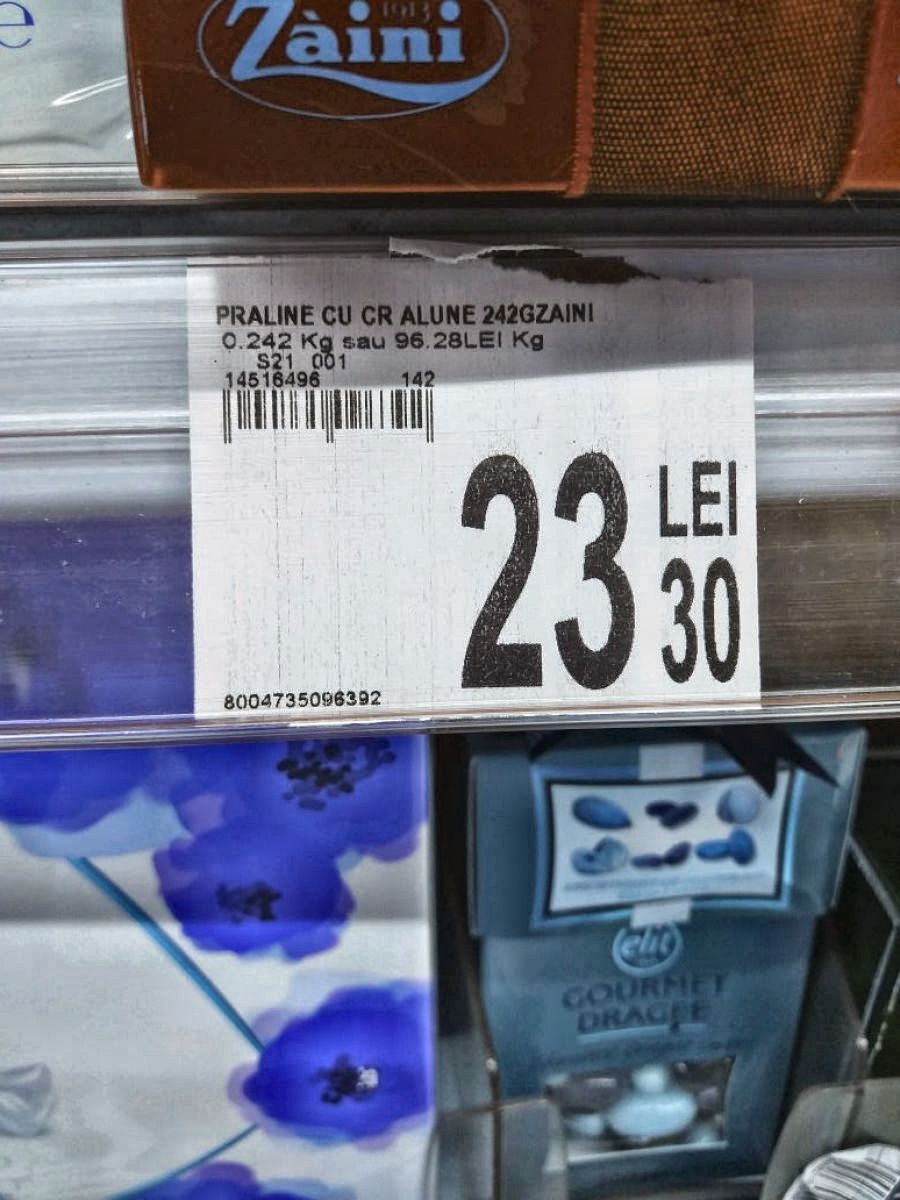 e
1913
Zàini
PRALINE CU CR ALUNE 242GZAINI
0.242 Kg sau 96.28LEI Kg
S21 001
14516496 142
23 LEI
30
8004735096392
elit
GOURMET
DRAGÉE